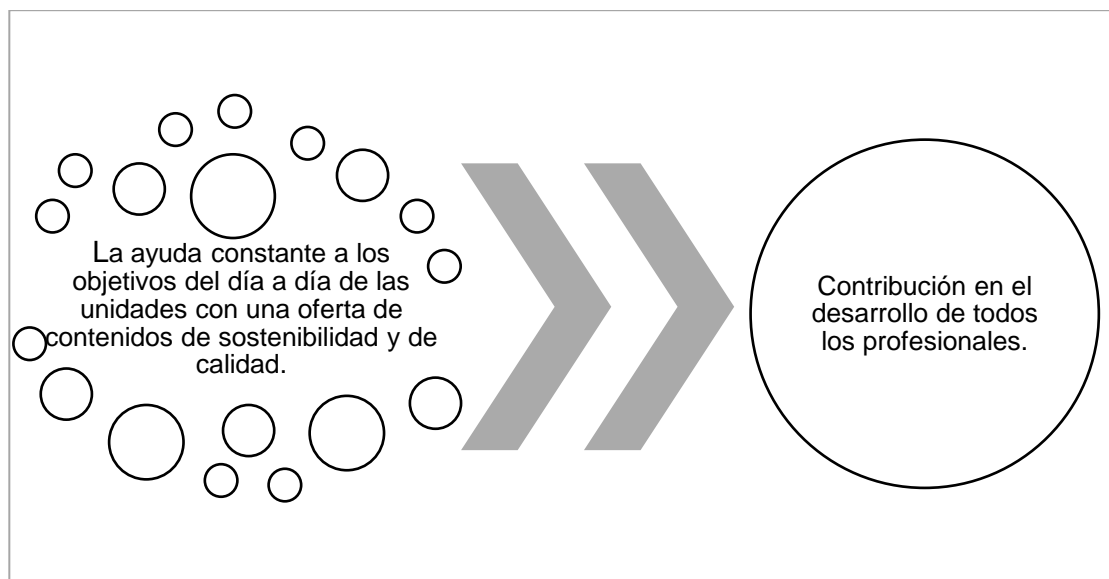 La ayuda constante a los
objetivos del día a día de las
unidades con una oferta de
contenidos de sostenibilidad y de
calidad.
Contribución en el
desarrollo de todos
los profesionales.